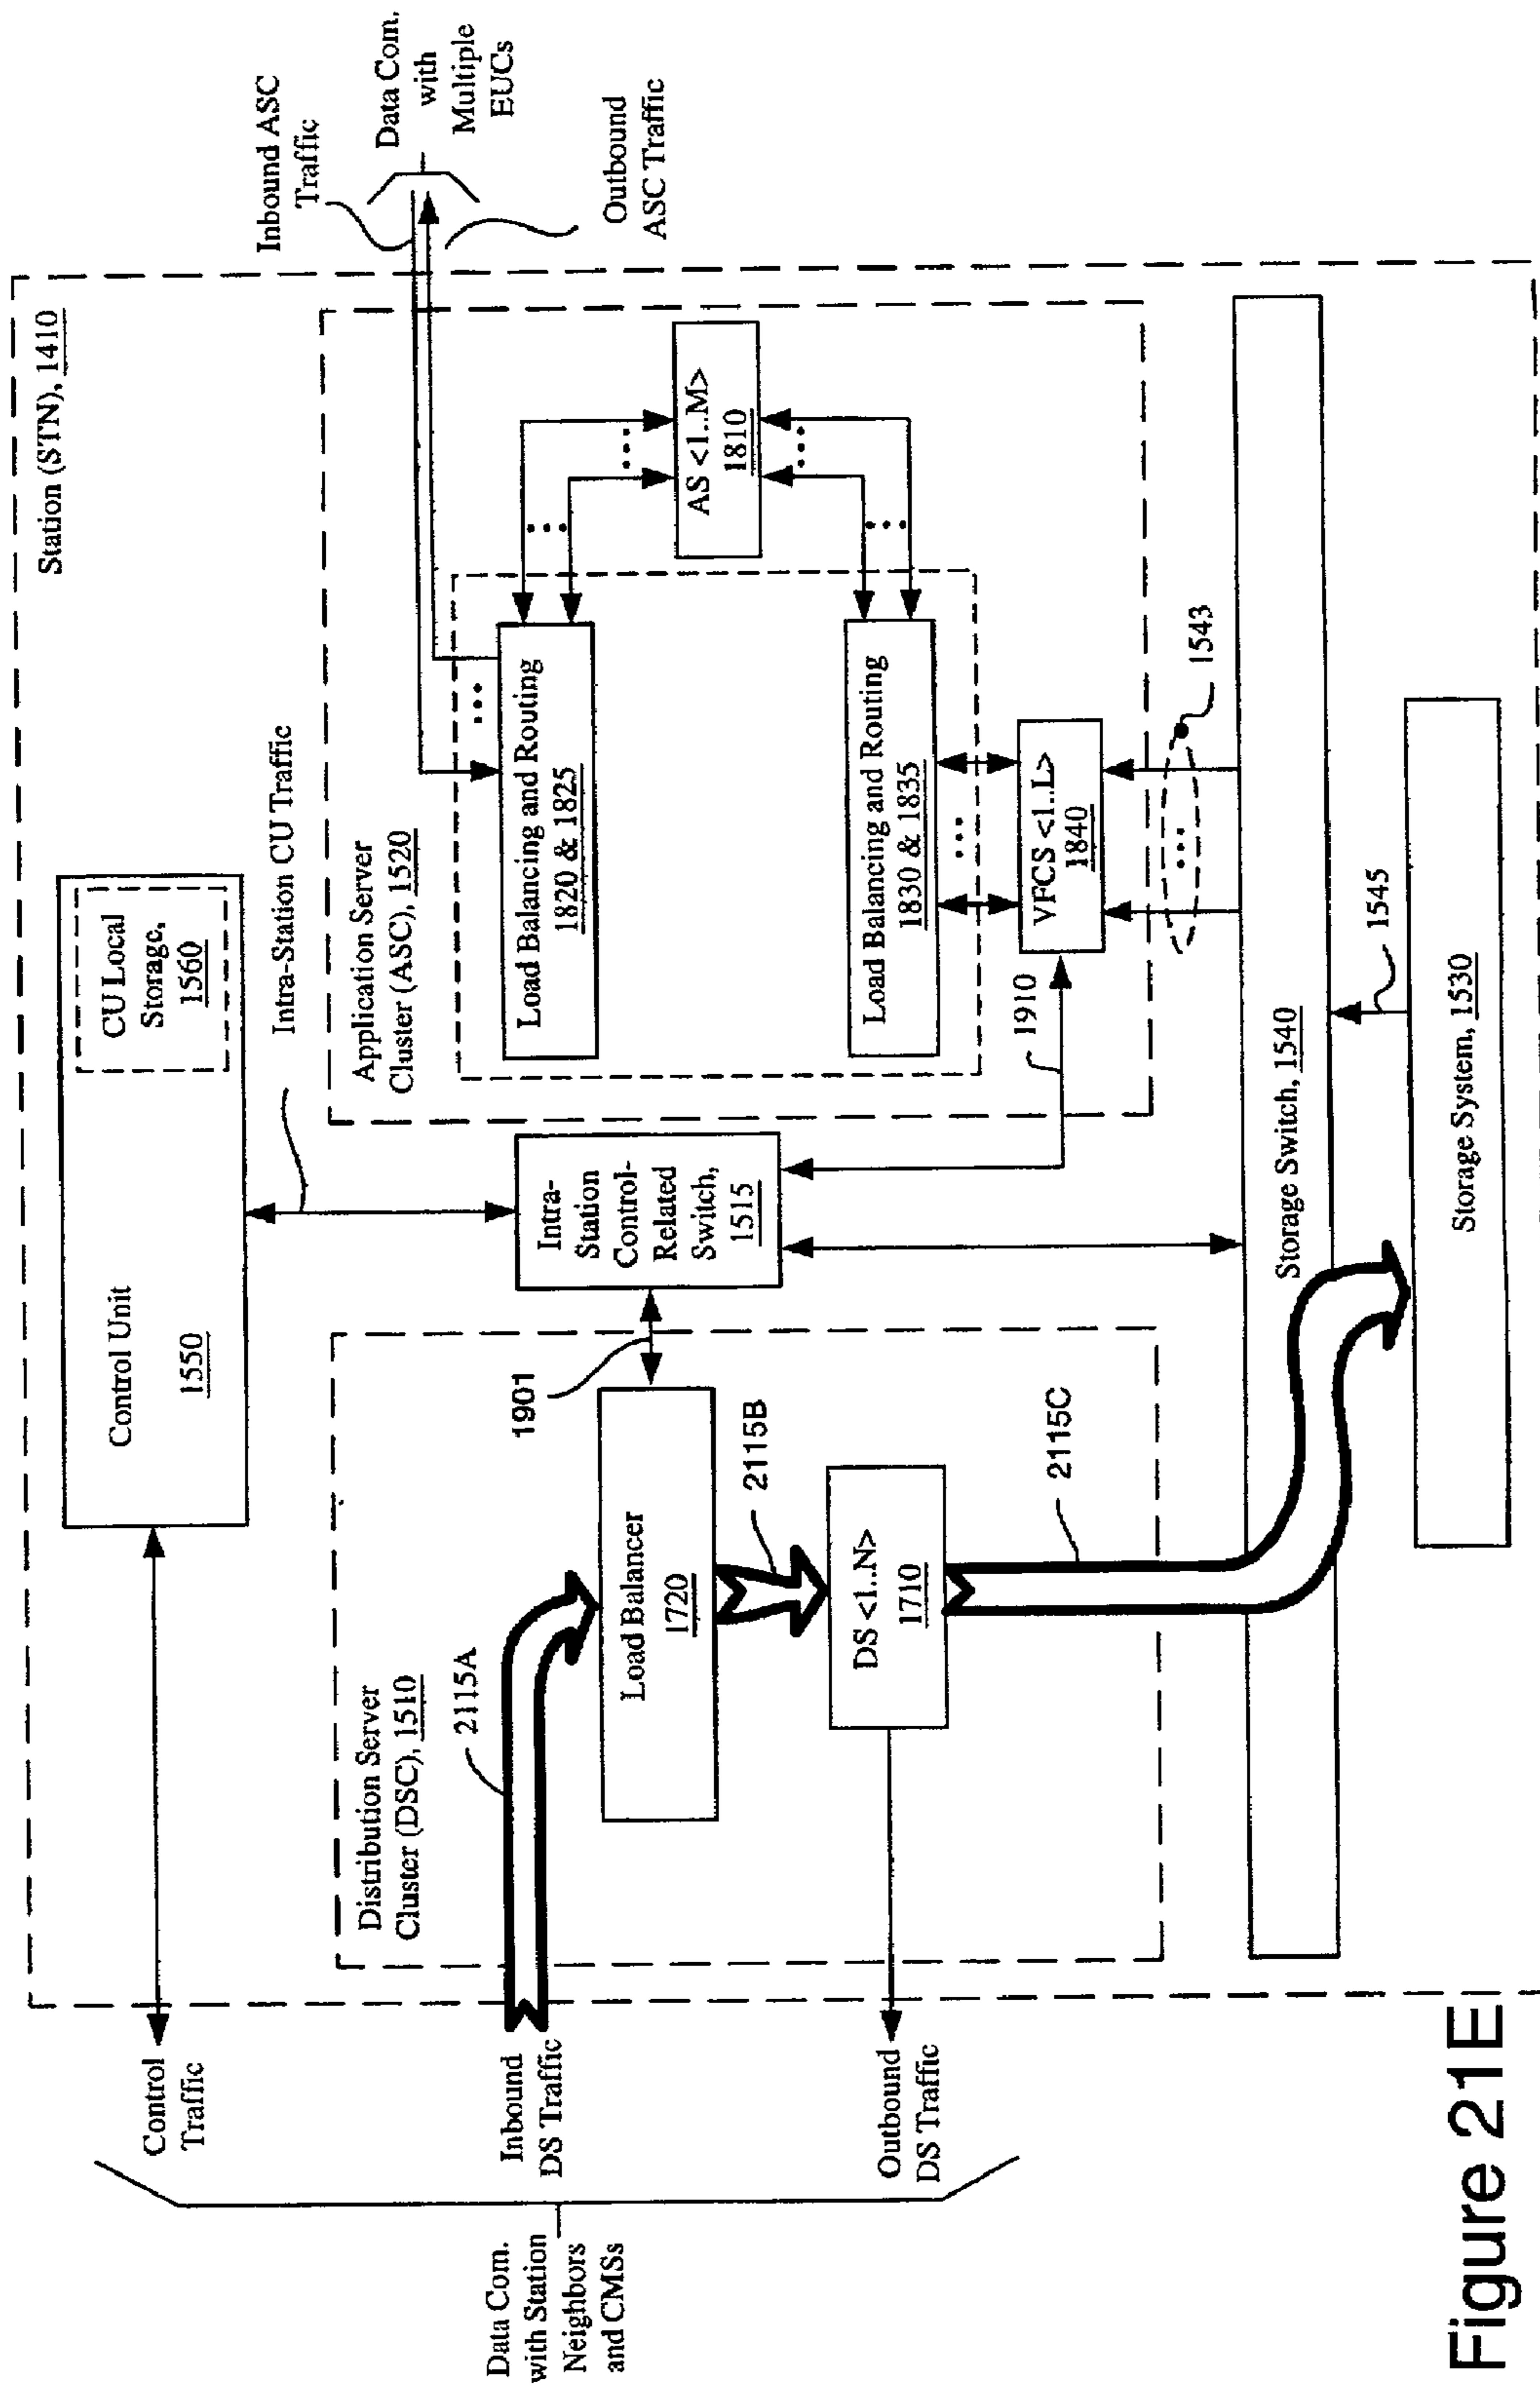 Station (STN), 1410
Control Unit
1550
CU Local
Storage,
1560
Control
Traffic
Intra-Station CU Traffic
Inbound ASC
Traffic
Data Com.
with
Multiple
EUCs
Outbound
ASC Traffic
Data Com.
with Station
Neighbors
and CMSs
Inbound
DS Traffic
Outbound
DS Traffic
Distribution Server
Cluster (DSC), 1510
2115A
Load Balancer
1720
2115B
DS <1..N>
1710
2115C
1901
Intra-
Station
Control-
Related
Switch,
1515
Application Server
Cluster (ASC), 1520
Load Balancing and Routing
1820 & 1825
...
...
...
AS <1..M>
1810
...
...
Load Balancing and Routing
1830 & 1835
...
VFCS <1..L>
1840
1910
...
1543
Storage Switch, 1540
1545
Storage System, 1530
Figure 21E